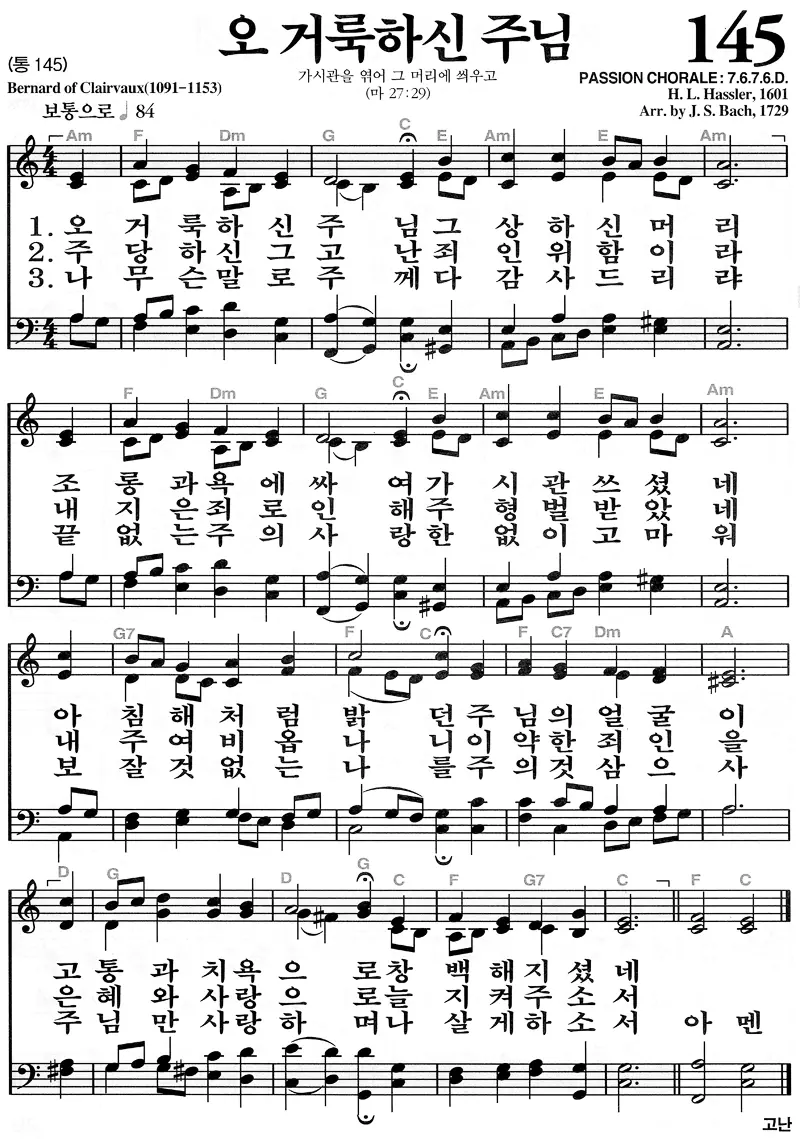 오 거룩하신 주님
145
(통 145)
가시관을 엮어 그 머리에 씌우고
(마 27:29)
PASSION CHORALE: 7.6.7.6.D.
Bernard of Clairvaux(1091-1153)
H. L. Hassler, 1601
보통으로 ♩ 84
Arr. by J. S. Bach, 1729
Am F Dm G C E Am E Am
1. 오 거룩하신 주 님그 상하신머리
2. 주 당하신그고 난죄 인위함이라
3. 나 무슨말로주 께다 감사드리랴
F Dm G C E Am E Am
조 롱과욕에싸 여가 시관쓰셨네
내 지은죄로인 해주 형벌받았네
끝 없는주의사 랑한 없이고마워
G7 F C F C7 Dm A
아 침해처럼밝 던주 님의얼굴이
내 주여비옵나 니이 약한죄인을
보 잘것없는나 를주 의것삼으사
D G D G C F G7 C F C
고 통과치욕으 로창 백해지셨네
은 혜와사랑으 로늘 지켜주소서
주 님만사랑하 며나 살게하소서 아멘
고난